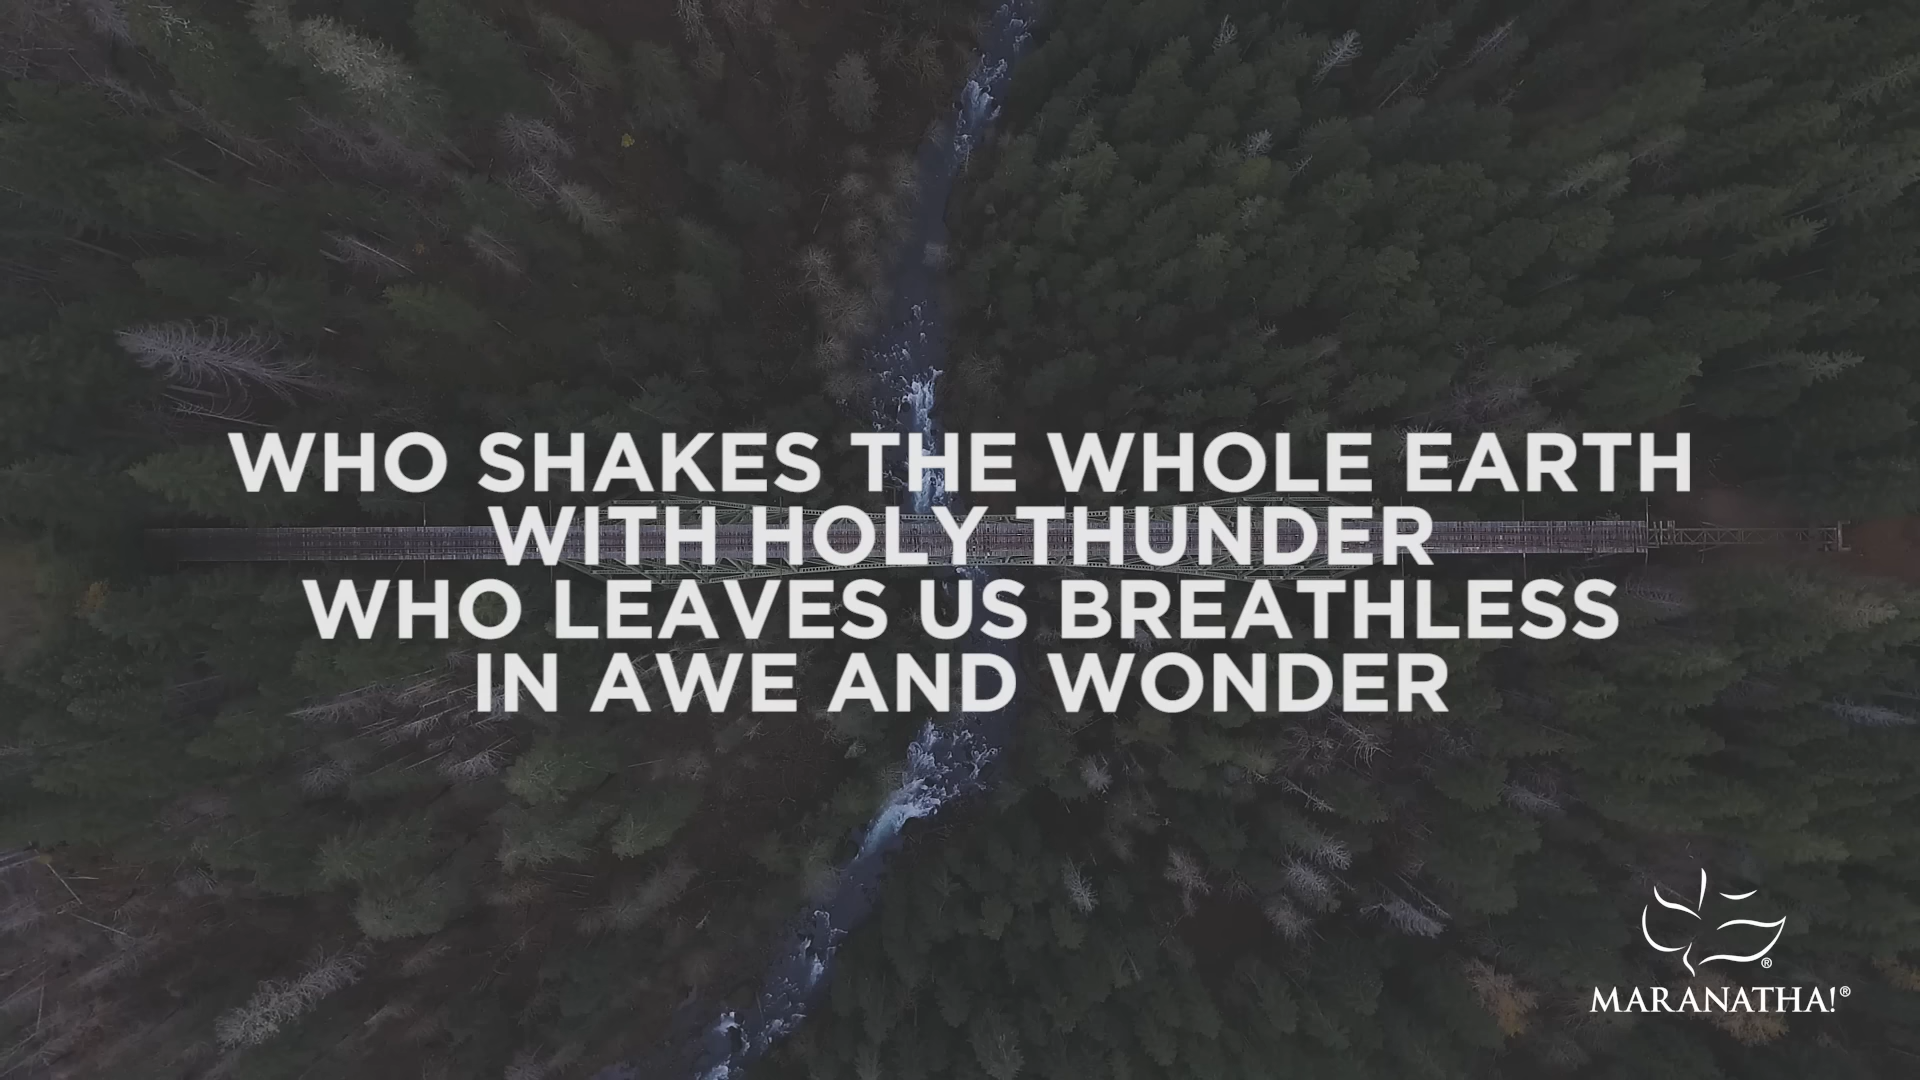 WHO SHAKES THE WHOLE EARTH
WITH HOLY THUNDER
WHO LEAVES US BREATHLESS
IN AWE AND WONDER
®
MARANATHA!®